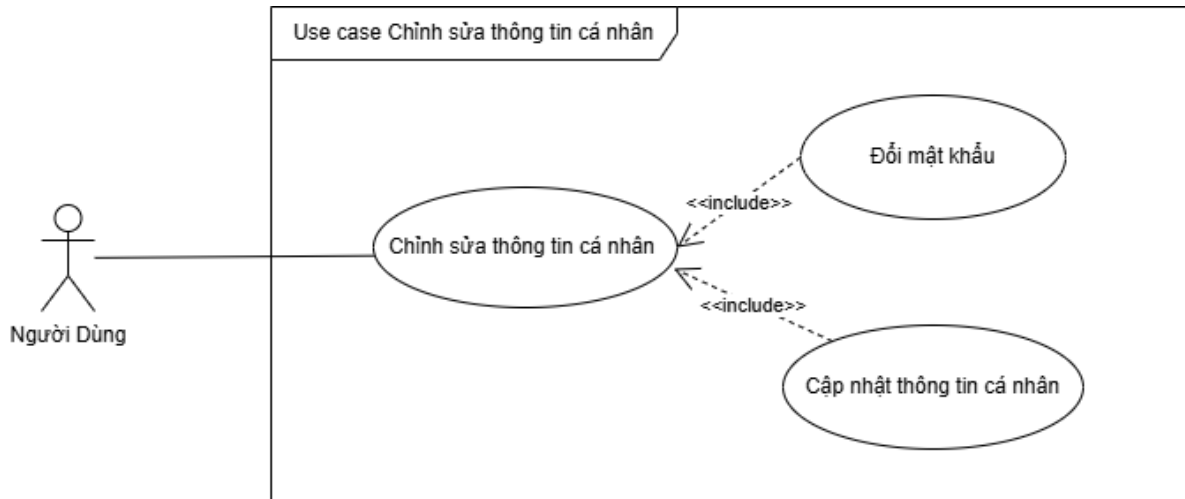 Use case Chỉnh sửa thông tin cá nhân
Đổi mật khẩu
<<include>>
Chỉnh sửa thông tin cá nhân
<<include>>
Người Dùng
Cập nhật thông tin cá nhân